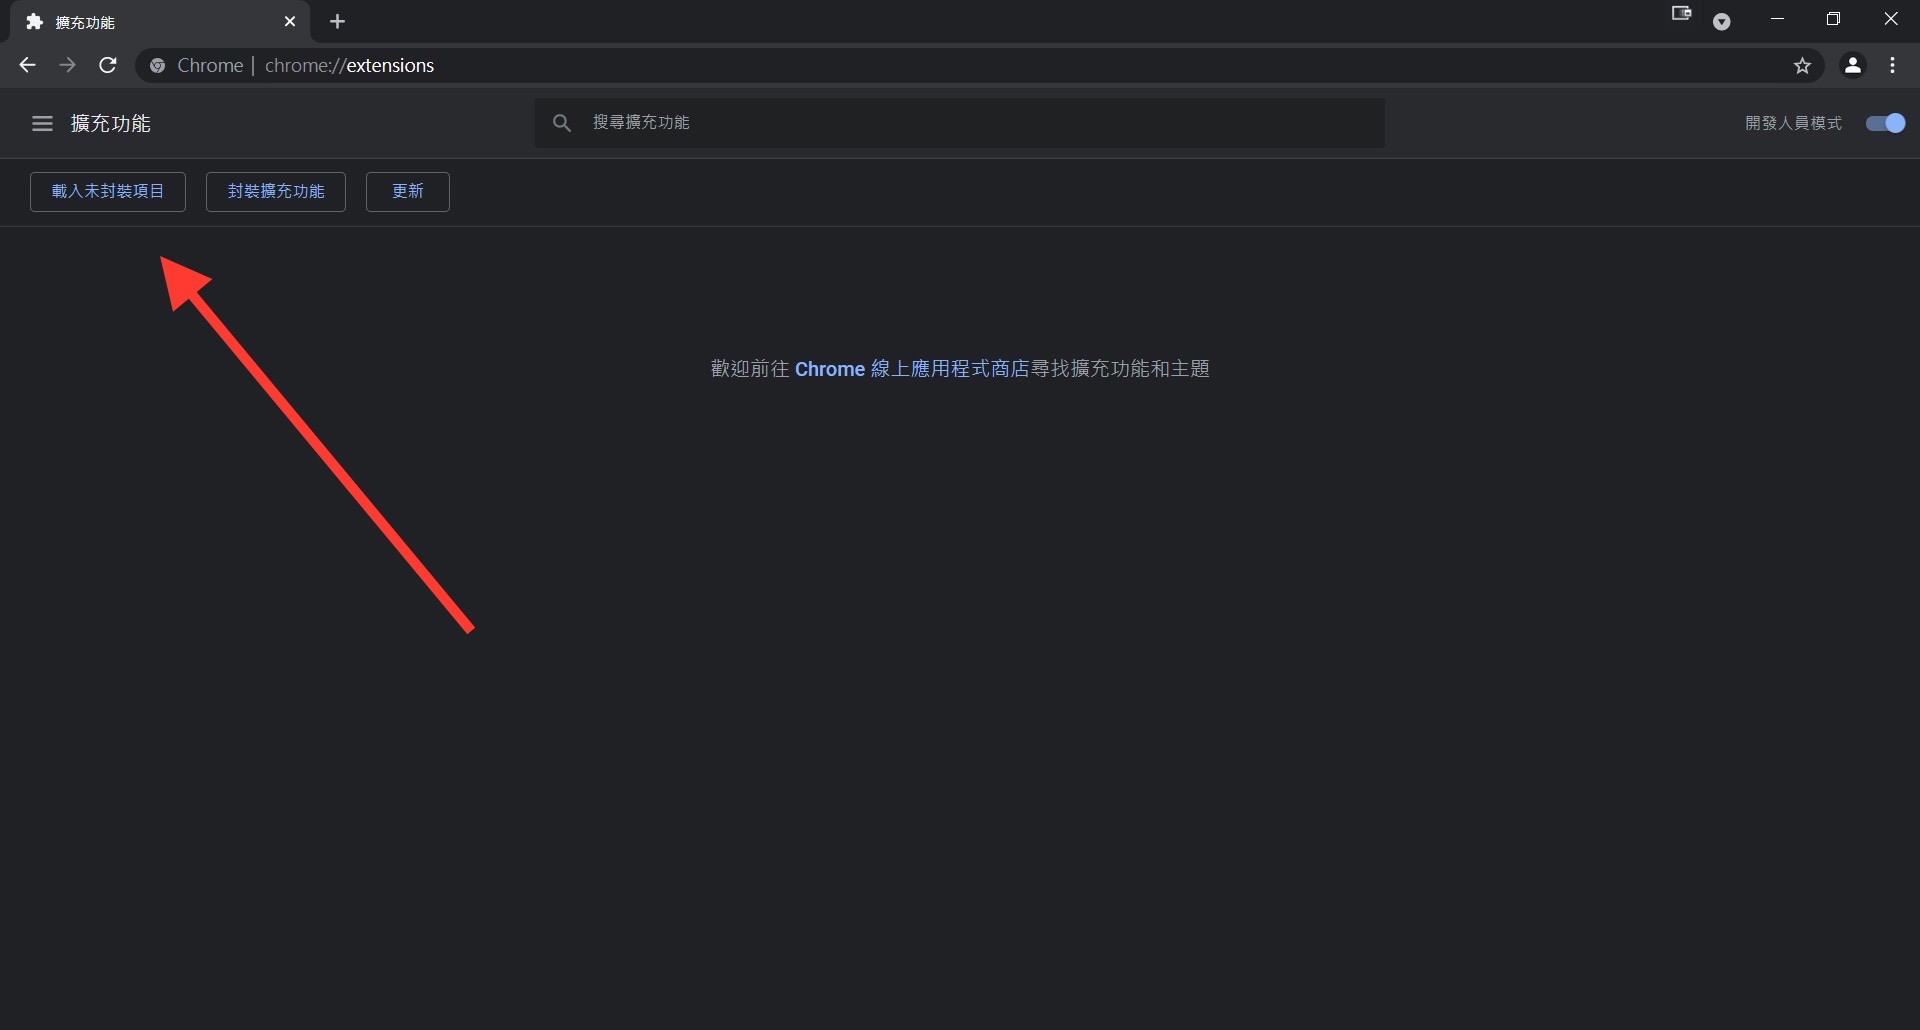 擴充功能
Chrome | chrome://extensions
擴充功能
搜尋擴充功能
開發人員模式
載入未封裝項目
封裝擴充功能
更新
歡迎前往 Chrome 線上應用程式商店尋找擴充功能和主題